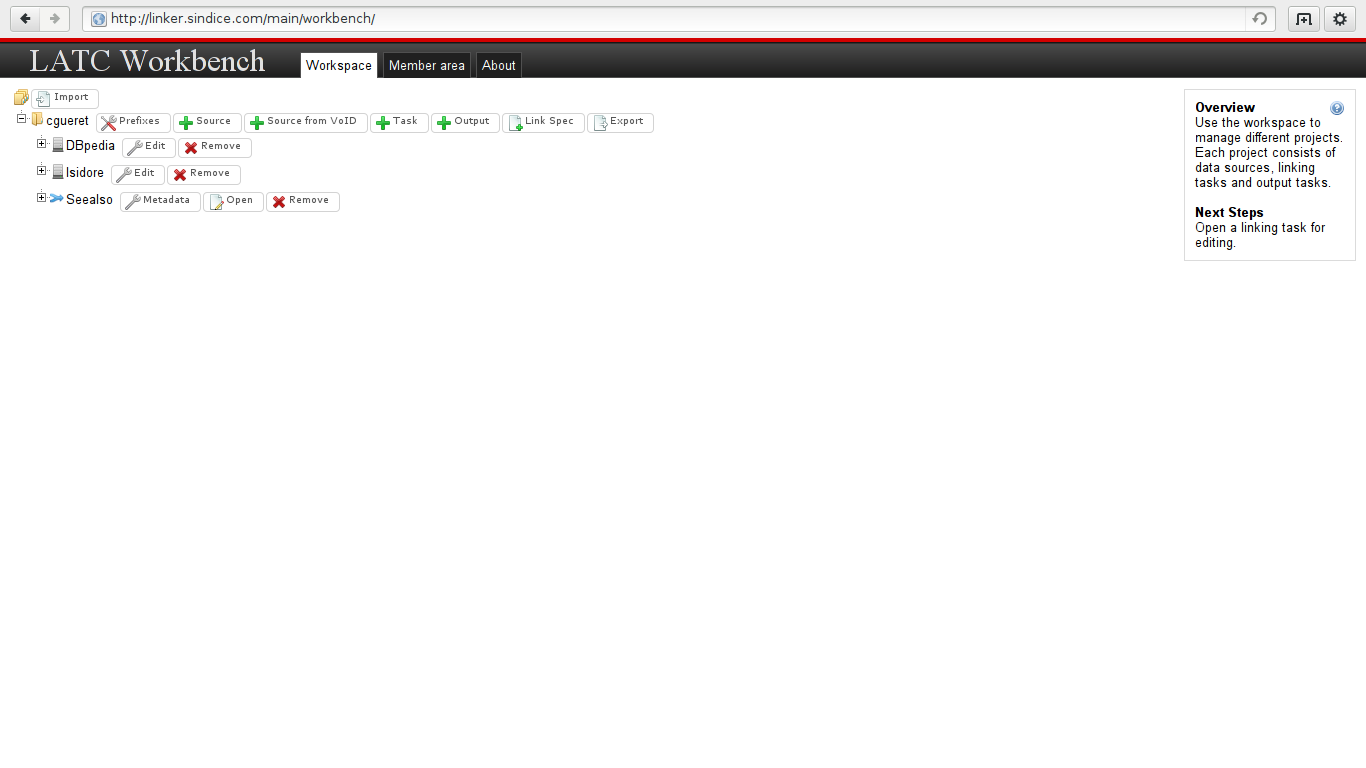 http://linker.sindice.com/main/workbench/
LATC Workbench
Workspace
Member area
About
Import
cgueret Prefixes Source Source from VoID Task Output Link Spec Export
DBpedia Edit Remove
Isidore Edit Remove
Seealso Metadata Open Remove
Overview
Use the workspace to
manage different projects.
Each project consists of
data sources, linking
tasks and output tasks.
Next Steps
Open a linking task for
editing.